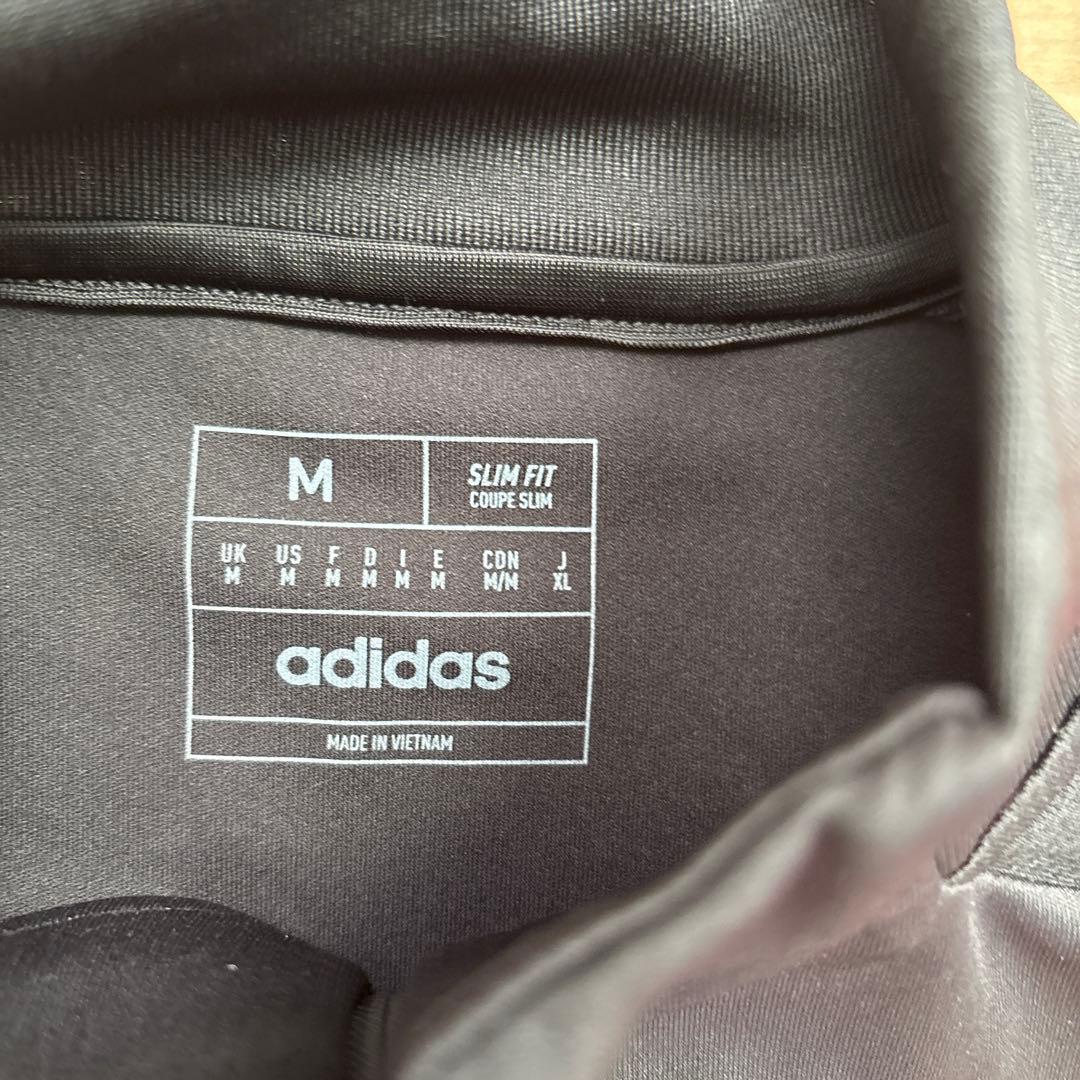 M
SLIM FIT
COUPE SLIM
UK US F D I E CDN J
M M M M M M M/M XL
adidas
MADE IN VIETNAM